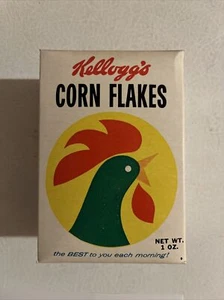 Kellogg's
CORN FLAKES
NET WT.
1 OZ.
the BEST to you each morning!